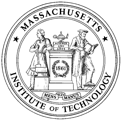 MASSACHUSETTS
INSTITUTE OF TECHNOLOGY
1861